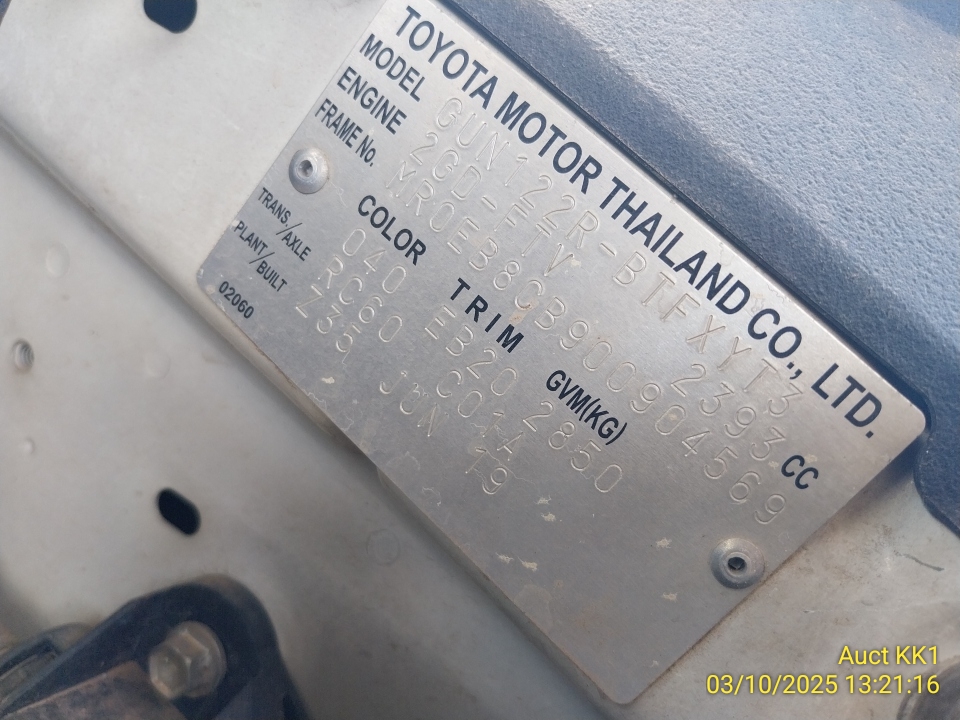 TOYOTA MOTOR THAILAND CO., LTD.
MODEL GUN122R-BTFXYT3
ENGINE 2GD-FTV 2393 CC
FRAME No. MR0EB8CB900904569
COLOR TRIM GVM(KG)
040 EB20 2850
TRANS/AXLE RC60 C01A
PLANT/BUILT Z39 JUN 19
02060
Auct KK1
03/10/2025 13:21:16